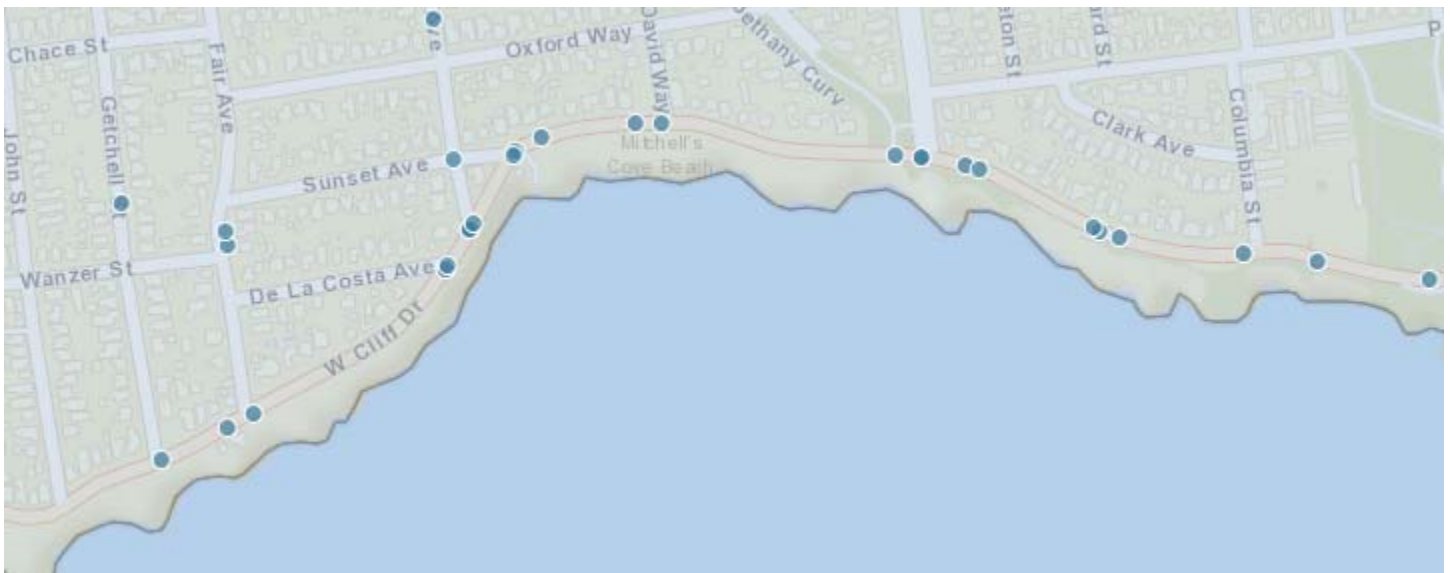 Chace St
Fair Ave
Getchell St
John St
Wanzer St
De La Costa Ave
Sunset Ave
Oxford Way
David Way
W Cliff Dr
Mitchell's
Cove Beach
Bethany Curv
Clark Ave
Columbia St